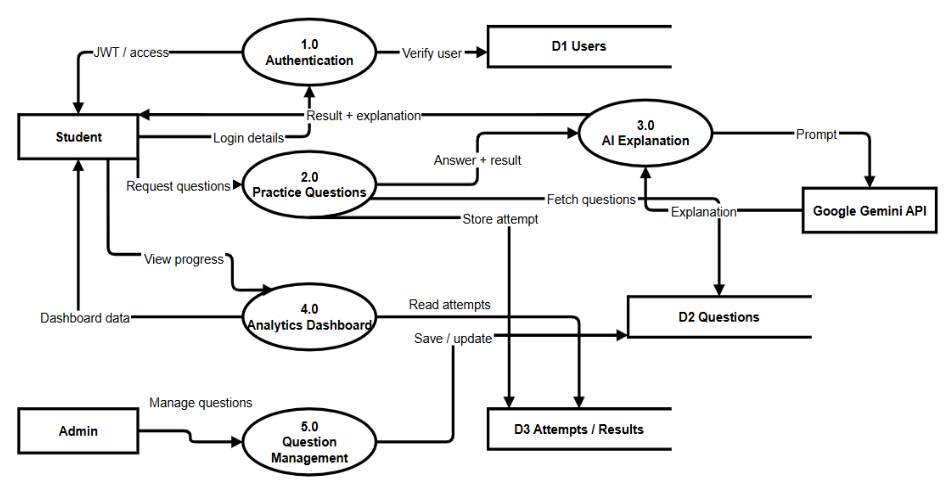 1.0
Authentication
JWT / access
Verify user
D1 Users
Result + explanation
Student
Login details
3.0
AI Explanation
Prompt
Answer + result
Request questions
2.0
Practice Questions
Fetch questions
Store attempt
Explanation
Google Gemini API
View progress
4.0
Analytics Dashboard
Dashboard data
Read attempts
D2 Questions
Save / update
Manage questions
Admin
5.0
Question
Management
D3 Attempts / Results